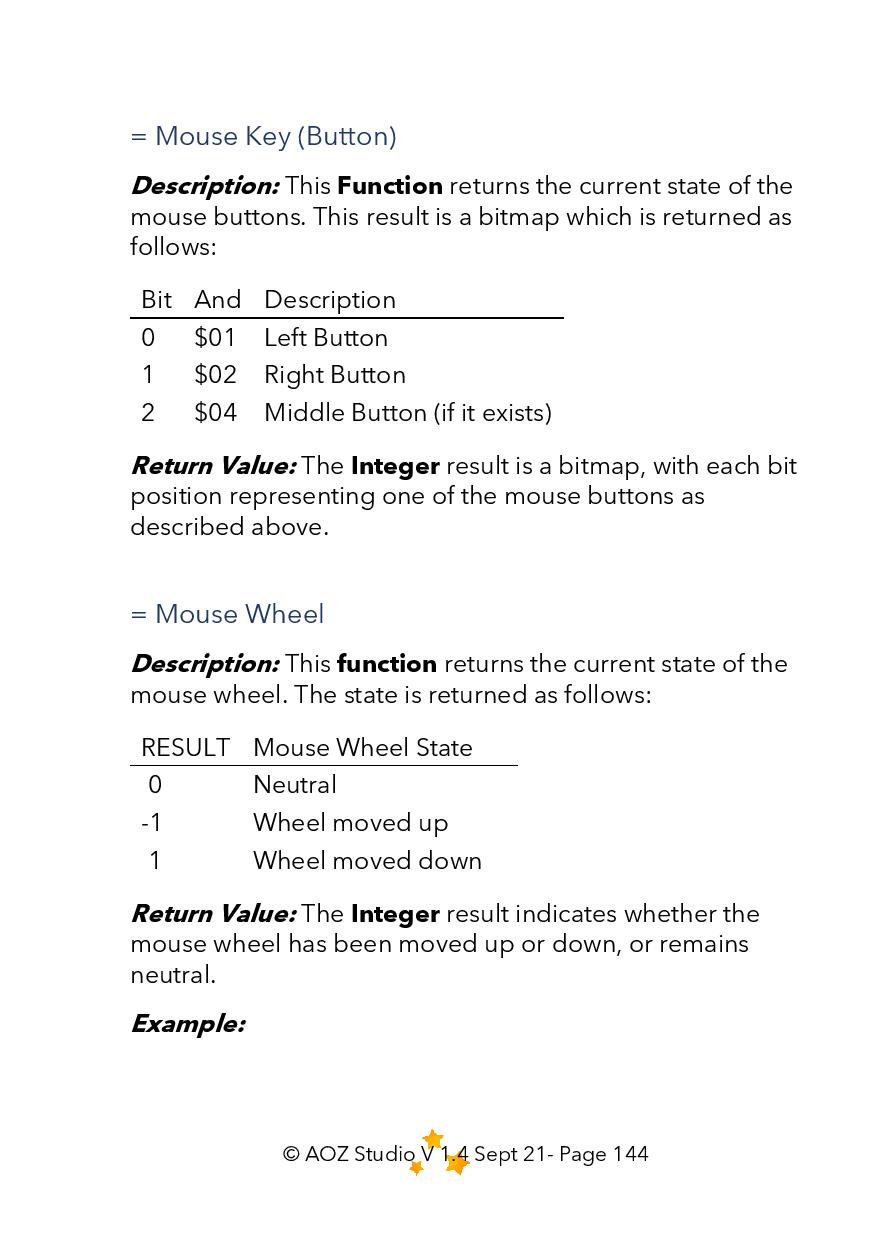 = Mouse Key (Button)
Description: This Function returns the current state of the
mouse buttons. This result is a bitmap which is returned as
follows:
Bit And Description
0 $01 Left Button
1 $02 Right Button
2 $04 Middle Button (if it exists)
Return Value: The Integer result is a bitmap, with each bit
position representing one of the mouse buttons as
described above.
= Mouse Wheel
Description: This function returns the current state of the
mouse wheel. The state is returned as follows:
RESULT Mouse Wheel State
0 Neutral
-1 Wheel moved up
1 Wheel moved down
Return Value: The Integer result indicates whether the
mouse wheel has been moved up or down, or remains
neutral.
Example:
© AOZ Studio V 1.4 Sept 21- Page 144